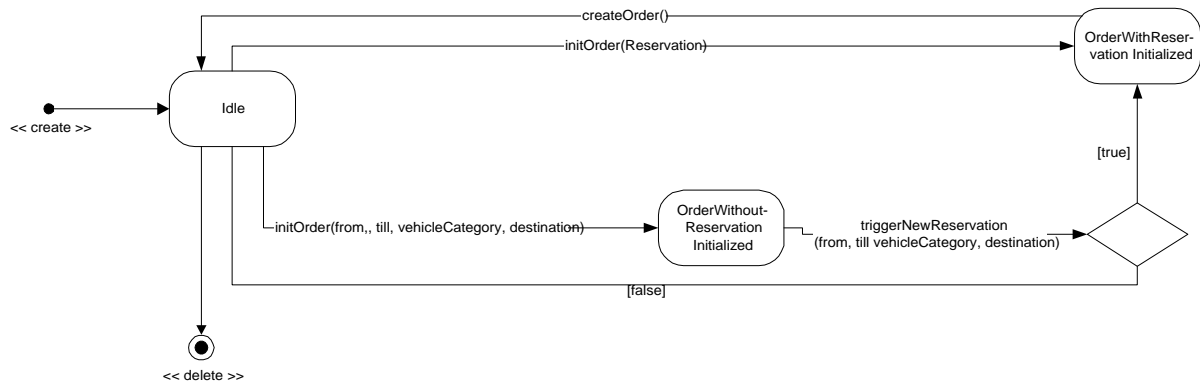 createOrder()
initOrder(Reservation)
OrderWithReser-
vation Initialized
Idle
<< create >>
[true]
OrderWithout-
Reservation
Initialized
initOrder(from,, till, vehicleCategory, destination)
triggerNewReservation
(from, till vehicleCategory, destination)
[false]
<< delete >>